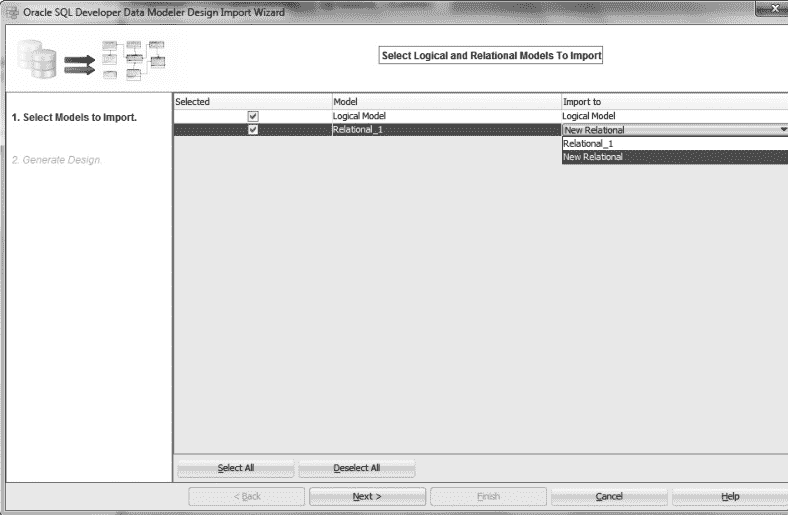 Oracle SQL Developer Data Modeler Design Import Wizard
Select Logical and Relational Models To Import
1. Select Models to Import.
2. Generate Design.
Selected Model Import to
Logical Model Logical Model
Relational_1 New Relational
Relational_1
New Relational
Select All Deselect All
< Back Next > Finish Cancel Help